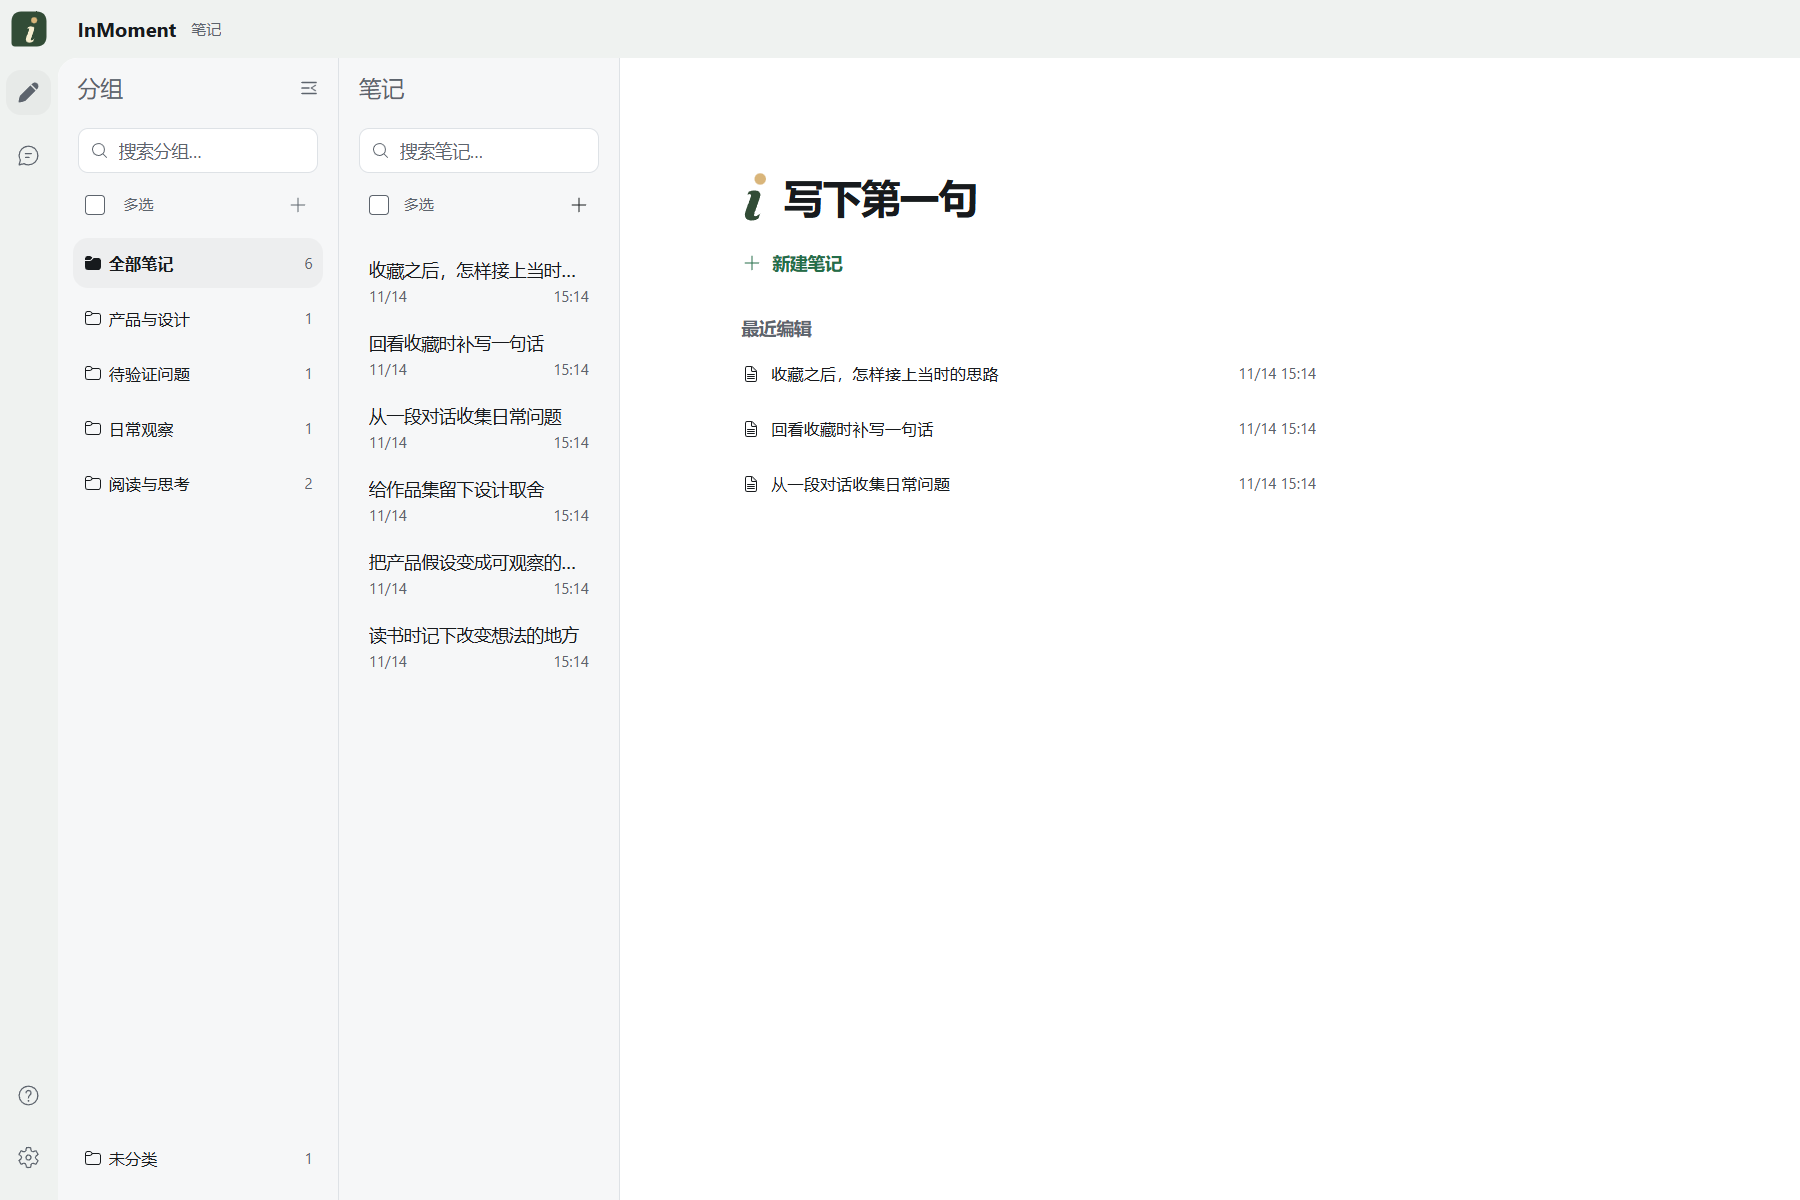 InMoment 笔记
分组
搜索分组...
多选
全部笔记 6
产品与设计 1
待验证问题 1
日常观察 1
阅读与思考 2
未分类 1
笔记
搜索笔记...
多选
收藏之后，怎样接上当时...
11/14 15:14
回看收藏时补写一句话
11/14 15:14
从一段对话收集日常问题
11/14 15:14
给作品集留下设计取舍
11/14 15:14
把产品假设变成可观察的...
11/14 15:14
读书时记下改变想法的地方
11/14 15:14
i 写下第一句
新建笔记
最近编辑
收藏之后，怎样接上当时的思路 11/14 15:14
回看收藏时补写一句话 11/14 15:14
从一段对话收集日常问题 11/14 15:14